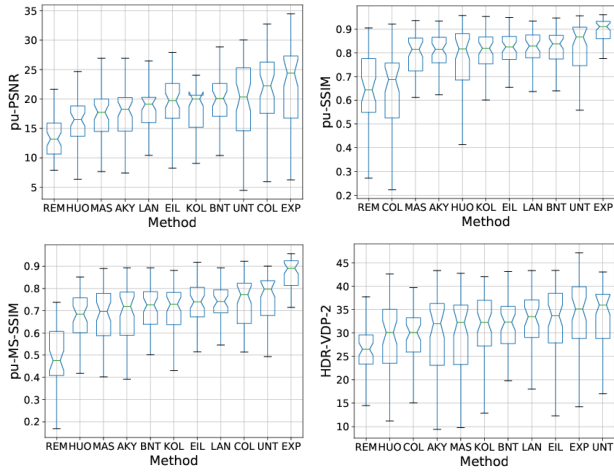 pu-PSNR
35
30
25
20
15
10
5
REM HUO MAS AKY LAN EIL KOL BNT UNT COL EXP
Method
pu-SSIM
0.9
0.8
0.7
0.6
0.5
0.4
0.3
0.2
REM COL MAS AKY HUO KOL EIL LAN BNT UNT EXP
Method
pu-MS-SSIM
0.9
0.8
0.7
0.6
0.5
0.4
0.3
0.2
REM HUO MAS AKY BNT KOL EIL LAN COL UNT EXP
Method
HDR-VDP-2
45
40
35
30
25
20
15
10
REM HUO COL AKY MAS KOL BNT LAN EIL EXP UNT
Method